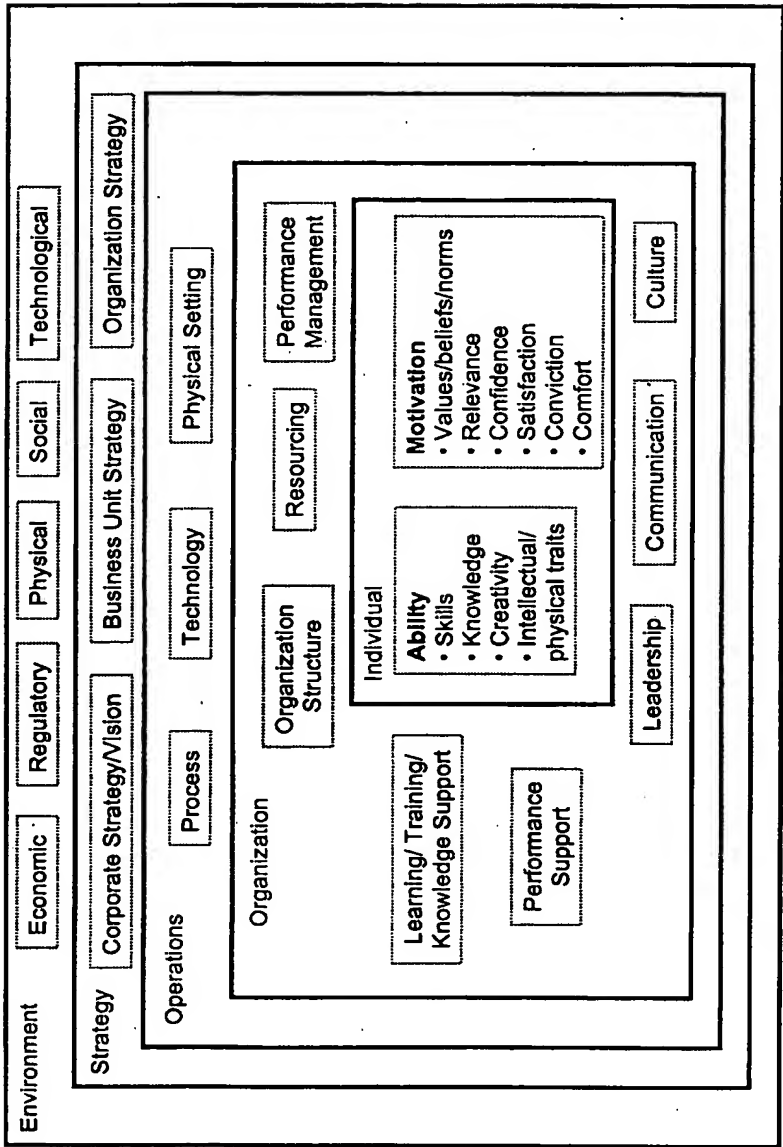 Environment
Economic
Regulatory
Physical
Social
Technological
Strategy
Corporate Strategy/Vision
Business Unit Strategy
Organization Strategy
Operations
Process
Technology
Physical Setting
Organization
Organization
Structure
Resourcing
Performance
Management
Learning/ Training/
Knowledge Support
Performance
Support
Individual
Ability
• Skills
• Knowledge
• Creativity
• Intellectual/
physical traits
Motivation
• Values/beliefs/norms
• Relevance
• Confidence
• Satisfaction
• Conviction
• Comfort
Leadership
Communication
Culture